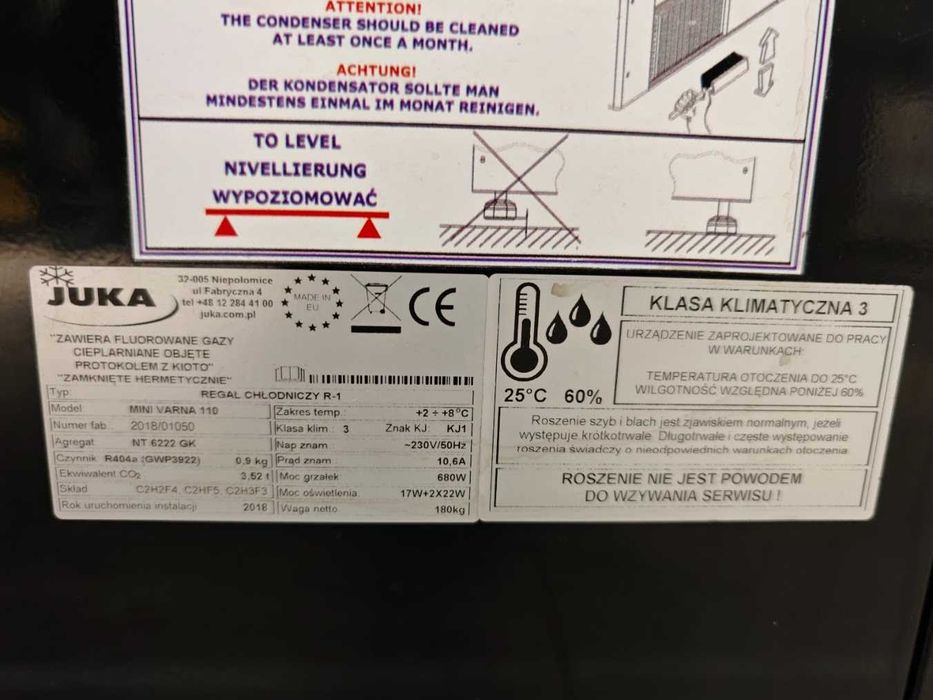 ATTENTION!
THE CONDENSER SHOULD BE CLEANED
AT LEAST ONCE A MONTH.
ACHTUNG!
DER KONDENSATOR SOLLTE MAN
MINDESTENS EINMAL IM MONAT REINIGEN.
TO LEVEL
NIVELLIERUNG
WYPOZIOMOWAĆ
JUKA
32-005 Niepołomice
ul.Fabryczna 4
tel +48 12 284 41 00
juka.com.pl
MADE IN
EU
CE
"ZAWIERA FLUOROWANE GAZY
CIEPLARNIANE OBJĘTE
PROTOKOŁEM Z KIOTO"
"ZAMKNIĘTE HERMETYCZNIE"
Typ: REGAŁ CHŁODNICZY R-1
Model MINI VARNA 110
Numer fab. 2018/01050
Agregat NT 6222 GK
Czynnik R404a (GWP3922) 0,9 kg
Ekwiwalent CO2 3,52 t
Skład C2H2F4, C2HF5, C2H3F3
Rok uruchomienia instalacji 2018
Zakres temp. +2 ÷ +8°C
Klasa klim. 3 Znak KJ: KJ1
Nap znam. ~230V/50Hz
Prąd znam. 10,6A
Moc grzałek 680W
Moc oświetlenia 17W+2X22W
Waga netto 180kg
25°C 60%
KLASA KLIMATYCZNA 3
URZĄDZENIE ZAPROJEKTOWANE DO PRACY
W WARUNKACH:
TEMPERATURA OTOCZENIA DO 25°C
WILGOTNOŚĆ WZGLĘDNA PONIŻEJ 60%
Roszenie szyb i blach jest zjawiskiem normalnym, jeżeli
występuje krótkotrwale. Długotrwałe i częste występowanie
roszenia świadczy o nieodpowiednich warunkach otoczenia.
ROSZENIE NIE JEST POWODEM
DO WZYWANIA SERWISU !